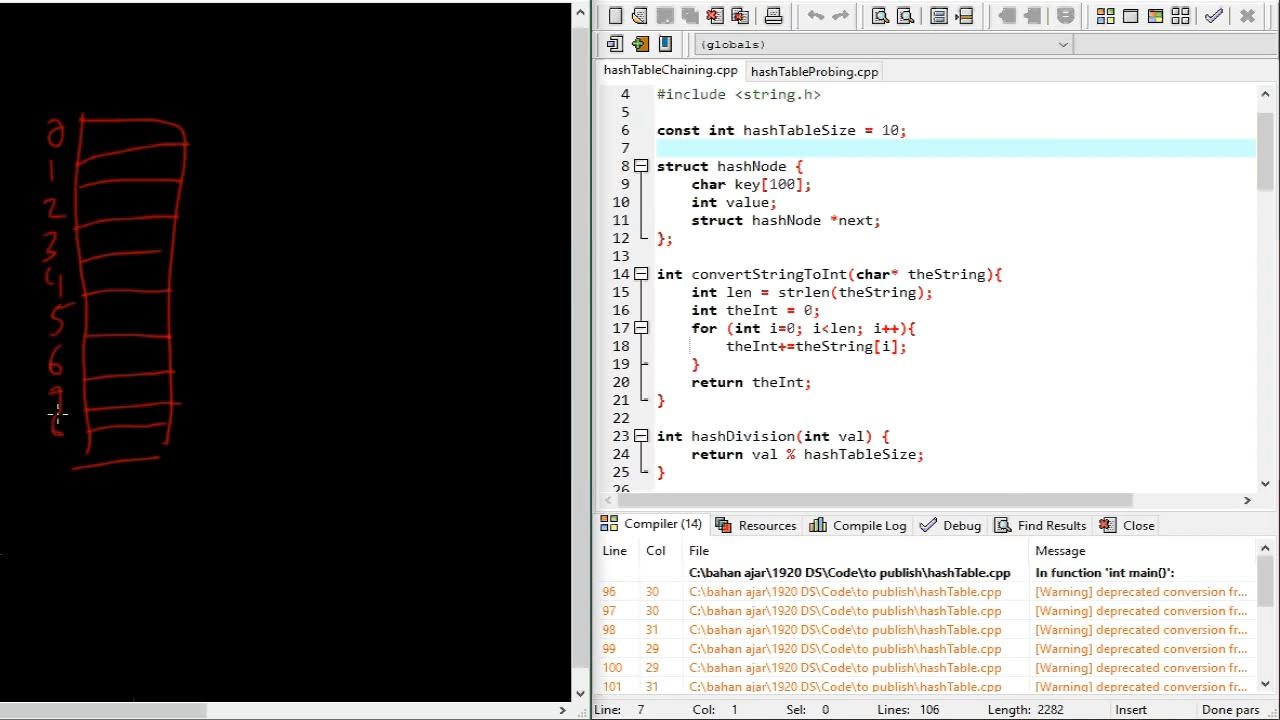 0
1
2
3
4
5
6
7
(globals)
hashTableChaining.cpp hashTableProbing.cpp
4 #include <string.h>
5
6 const int hashTableSize = 10;
7
8 struct hashNode {
9 char key[100];
10 int value;
11 struct hashNode *next;
12 };
13
14 int convertStringToInt(char* theString){
15 int len = strlen(theString);
16 int theInt = 0;
17 for (int i=0; i<len; i++){
18 theInt+=theString[i];
19 }
20 return theInt;
21 }
22
23 int hashDivision(int val) {
24 return val % hashTableSize;
25 }
26
Compiler (14) Resources Compile Log Debug Find Results Close
Line Col File Message
C:\bahan ajar\1920 DS\Code\to publish\hashTable.cpp In function 'int main()':
96 30 C:\bahan ajar\1920 DS\Code\to publish\hashTable.cpp [Warning] deprecated conversion fr...
97 30 C:\bahan ajar\1920 DS\Code\to publish\hashTable.cpp [Warning] deprecated conversion fr...
98 31 C:\bahan ajar\1920 DS\Code\to publish\hashTable.cpp [Warning] deprecated conversion fr...
99 29 C:\bahan ajar\1920 DS\Code\to publish\hashTable.cpp [Warning] deprecated conversion fr...
100 29 C:\bahan ajar\1920 DS\Code\to publish\hashTable.cpp [Warning] deprecated conversion fr...
101 31 C:\bahan ajar\1920 DS\Code\to publish\hashTable.cpp [Warning] deprecated conversion fr...
Line: 7 Col: 1 Sel: 0 Lines: 106 Length: 2282 Insert Done pars